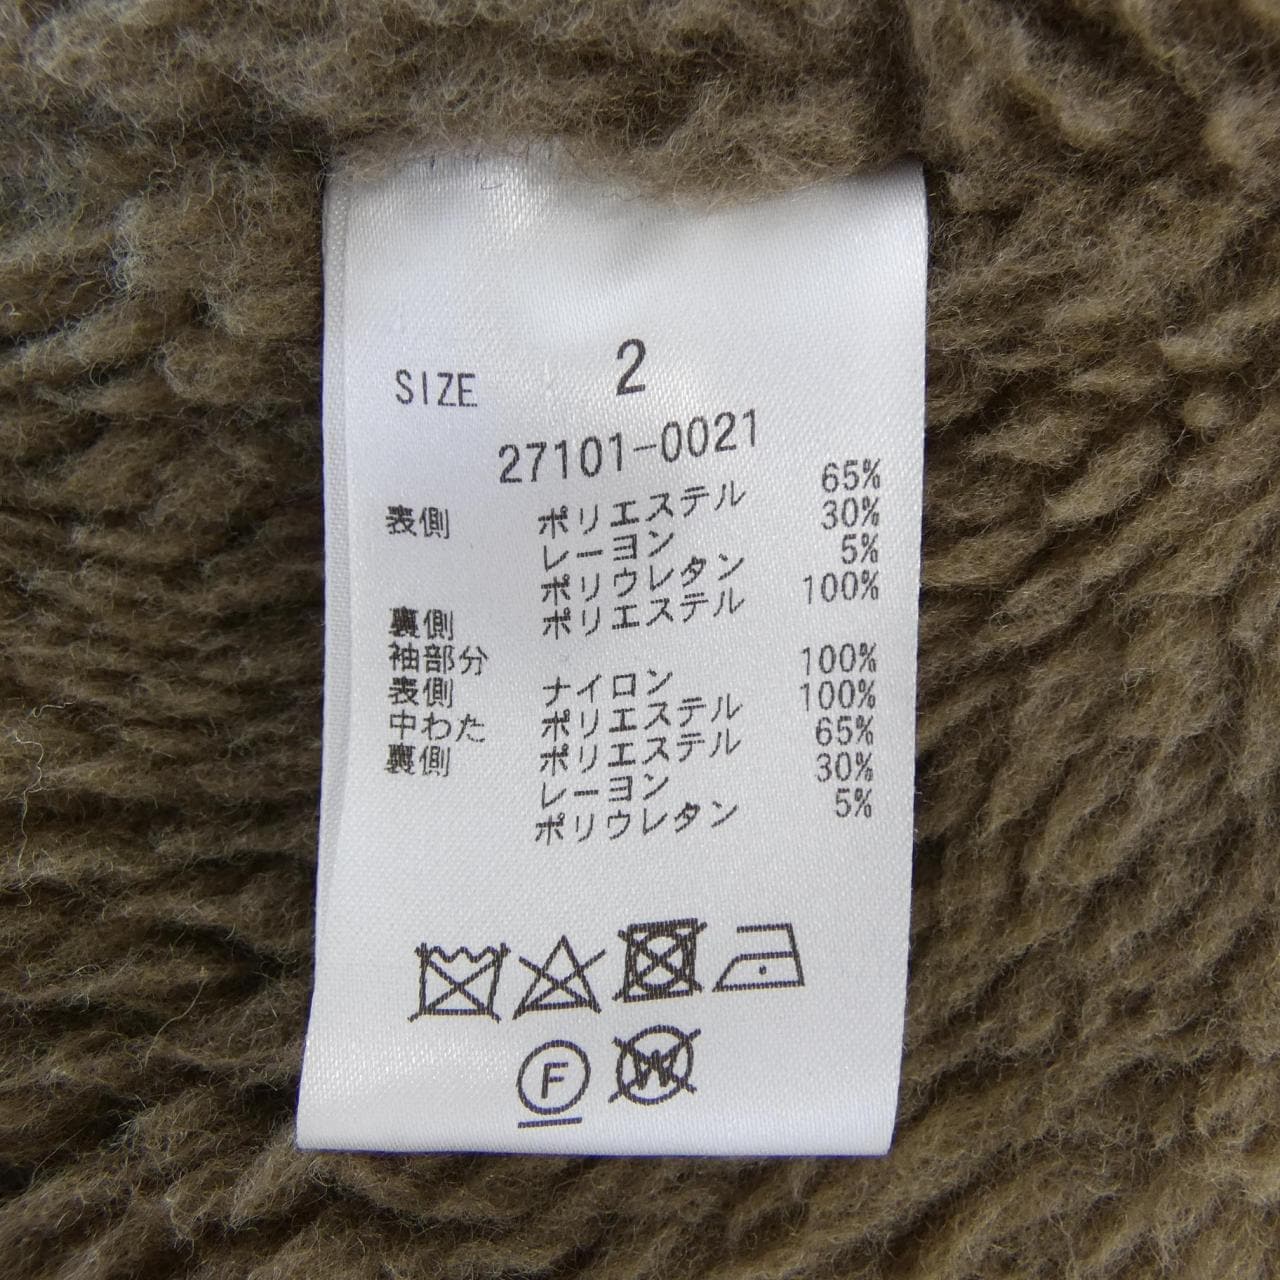 SIZE 2
27101-0021
表側 ポリエステル 65%
レーヨン 30%
ポリウレタン 5%
裏側 ポリエステル 100%
袖部分
表側 ナイロン 100%
中わた ポリエステル 100%
裏側 ポリエステル 65%
レーヨン 30%
ポリウレタン 5%
F W